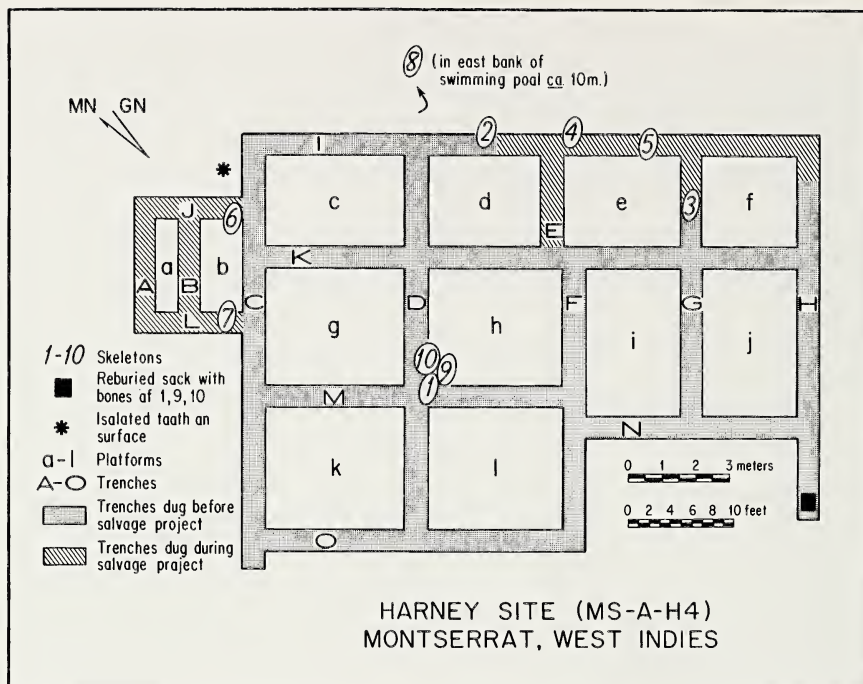 8 (in east bank of
swimming poal ca. 10m.)
MN GN
2 4 5
I
c d e f
J 6 E 3
K
A a B b C D F G H
g h i j
L 7
10 9
1
M N
k l
O
1-10 Skeletons
Reburied sack with
bones af 1,9,10
Isalated taath an
surface
a-l Platforms
A-O Trenches
Trenches dug before
salvage project
Trenches dug during
salvage project
0 1 2 3 meters
0 2 4 6 8 10 feet
HARNEY SITE (MS-A-H4)
MONTSERRAT, WEST INDIES